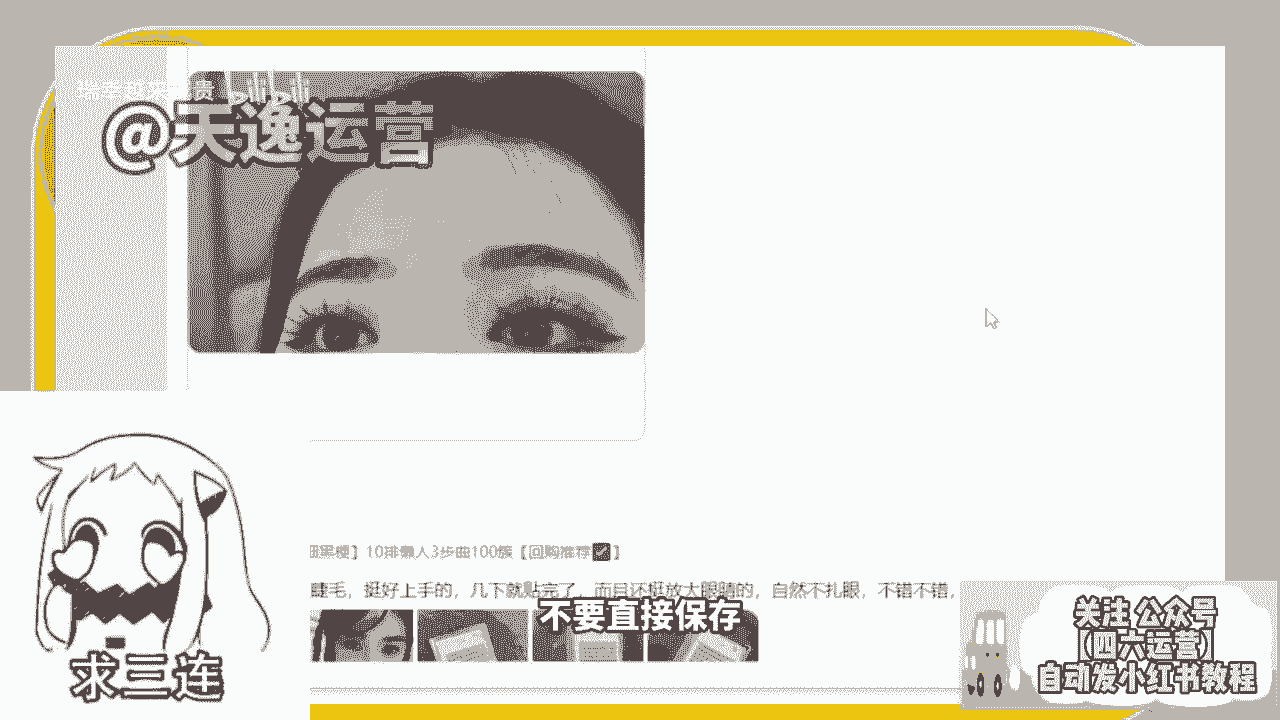 bilibili
@天逸运营
10排懒人3步曲100簇【回购推荐✅】
睫毛，挺好上手的，几下就贴完了，而且还挺放大眼睛的，自然不扎眼，不错不错，
不要直接保存
求三连
关注 公众号
（四六运营）
自动发小红书教程